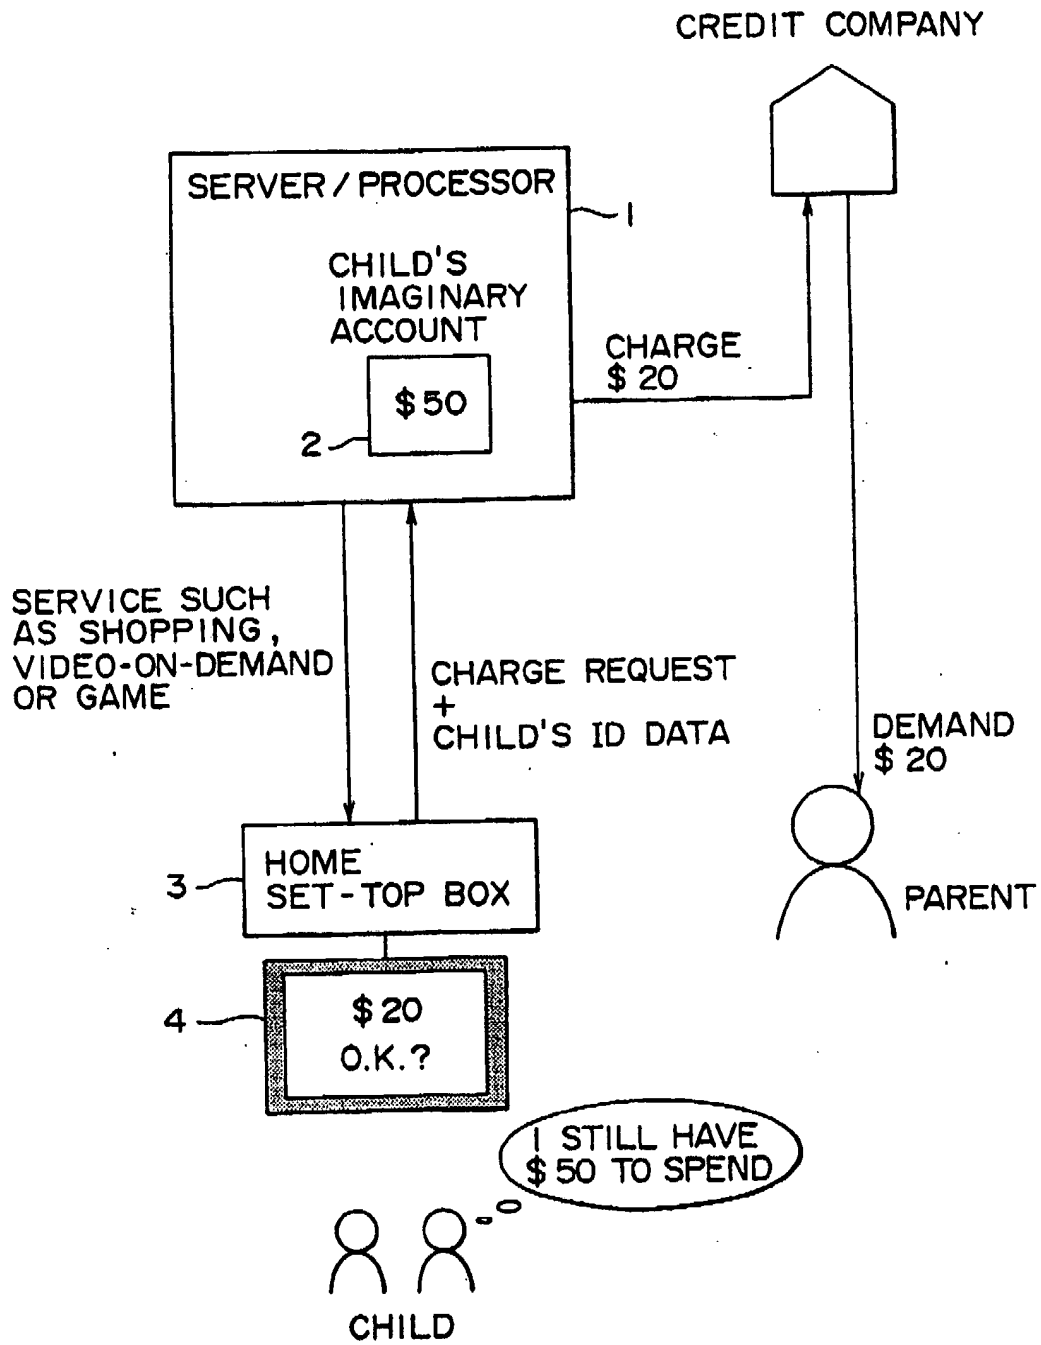 CREDIT COMPANY
SERVER/PROCESSOR
1
CHILD'S
IMAGINARY
ACCOUNT
$50
2
CHARGE
$20
SERVICE SUCH
AS SHOPPING,
VIDEO-ON-DEMAND
OR GAME
CHARGE REQUEST
+
CHILD'S ID DATA
DEMAND
$20
PARENT
HOME
SET-TOP BOX
3
$20
O.K.?
4
I STILL HAVE
$50 TO SPEND
CHILD